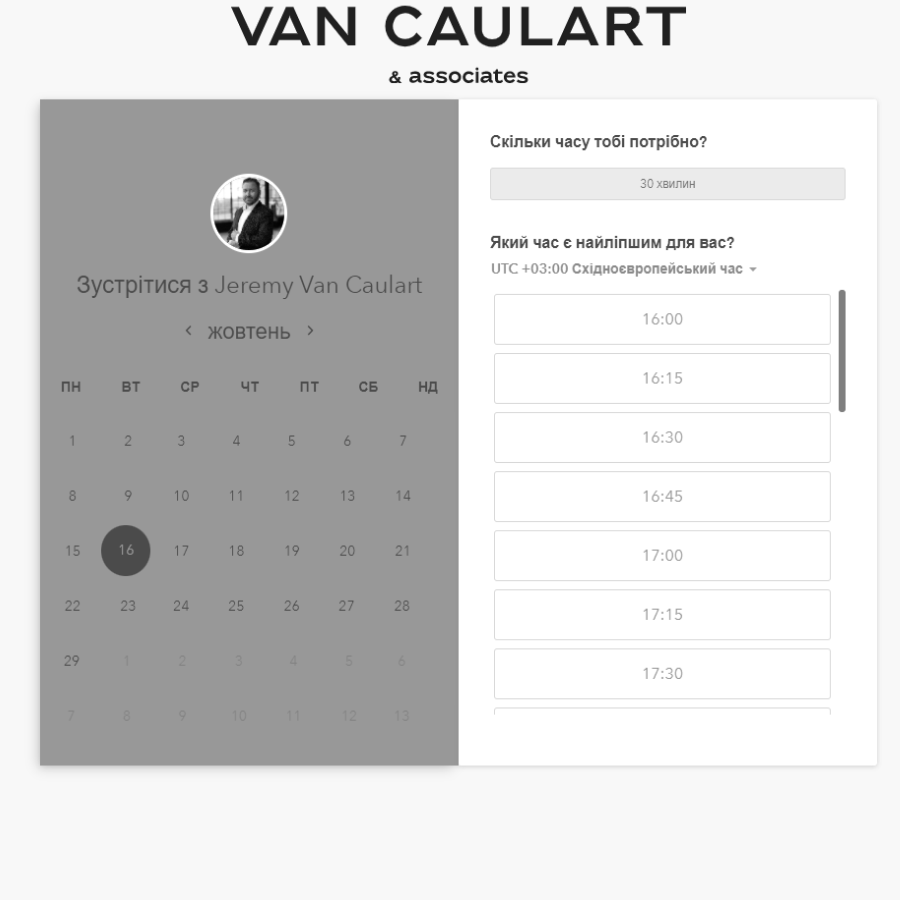 VAN CAULART
& associates
Зустрітися з Jeremy Van Caulart
жовтень
ПН ВТ СР ЧТ ПТ СБ НД
1 2 3 4 5 6 7
8 9 10 11 12 13 14
15 16 17 18 19 20 21
22 23 24 25 26 27 28
29 1 2 3 4 5 6
7 8 9 10 11 12 13
Скільки часу тобі потрібно?
30 хвилин
Який час є найліпшим для вас?
UTC +03:00 Східноєвропейський час
16:00
16:15
16:30
16:45
17:00
17:15
17:30